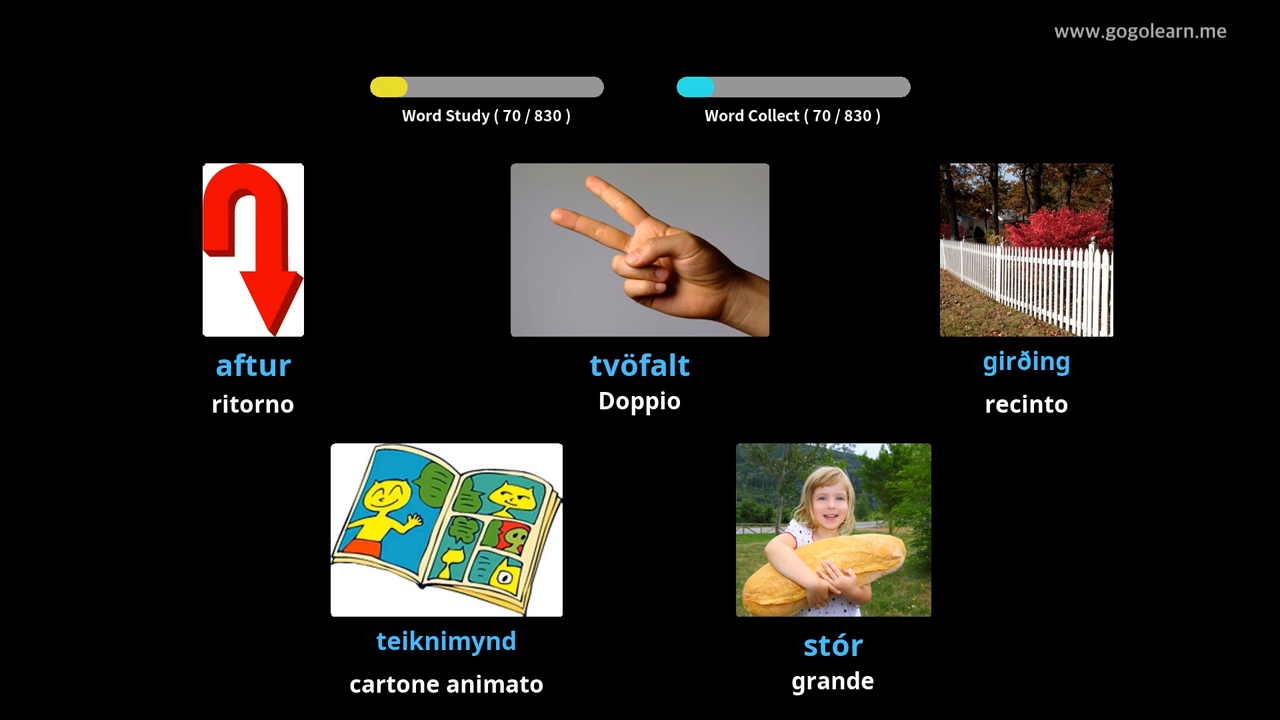 www.gogolearn.me
Word Study ( 70 / 830 )
Word Collect ( 70 / 830 )
aftur
ritorno
tvöfalt
Doppio
girðing
recinto
teiknimynd
cartone animato
stór
grande